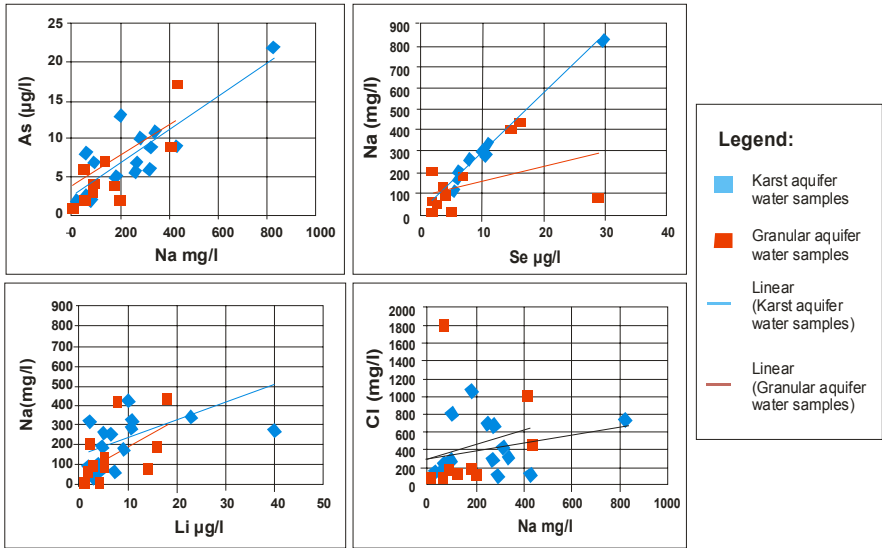 As (µg/l)
25
20
15
10
5
0
0 200 400 600 800 1000
Na mg/l
Na (mg/l)
900
800
700
600
500
400
300
200
100
0
0 10 20 30 40
Se µg/l
Na(mg/l)
900
800
700
600
500
400
300
200
100
0
0 10 20 30 40 50
Li µg/l
Cl (mg/l)
2000
1800
1600
1400
1200
1000
800
600
400
200
0
0 200 400 600 800 1000
Na mg/l
Legend:
Karst aquifer
water samples
Granular aquifer
water samples
Linear
(Karst aquifer
water samples)
Linear
(Granular aquifer
water samples)